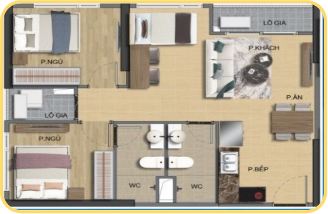 LÔ GIA
P.KHÁCH
P.NGỦ
P.ĂN
LÔ GIA
P.NGỦ
P.BẾP
WC
WC